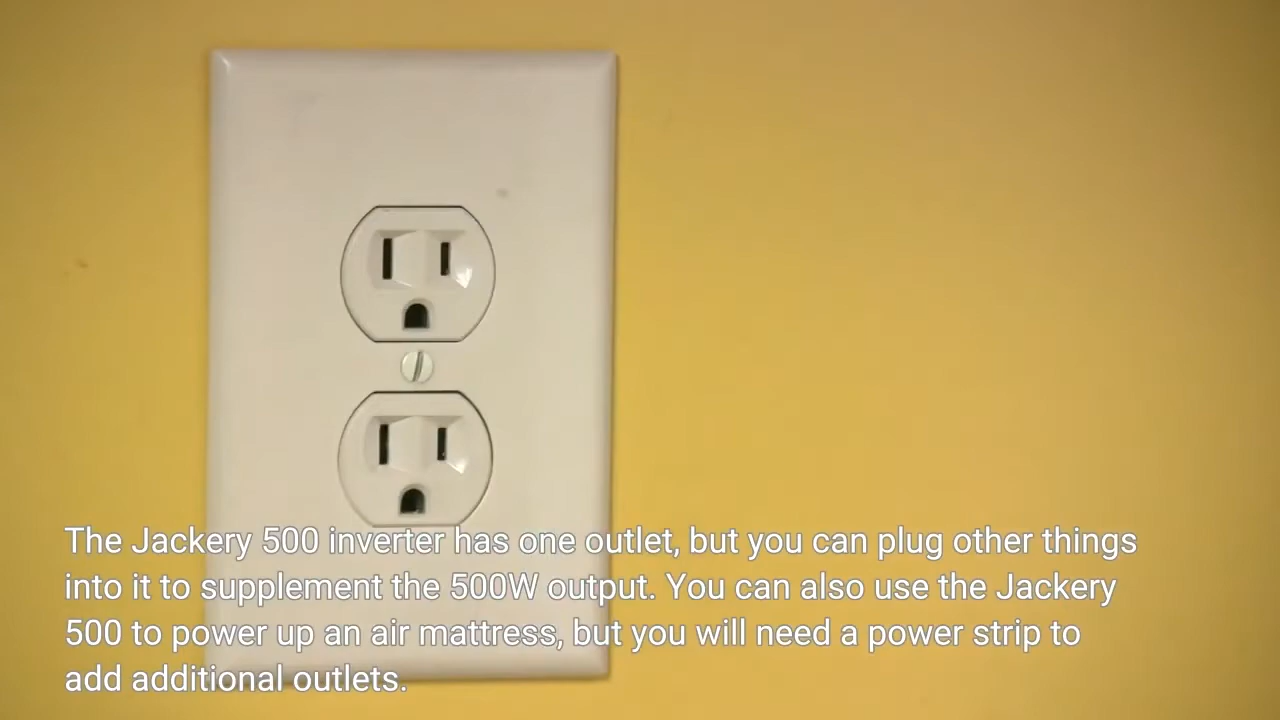 The Jackery 500 inverter has one outlet, but you can plug other things
into it to supplement the 500W output. You can also use the Jackery
500 to power up an air mattress, but you will need a power strip to
add additional outlets.